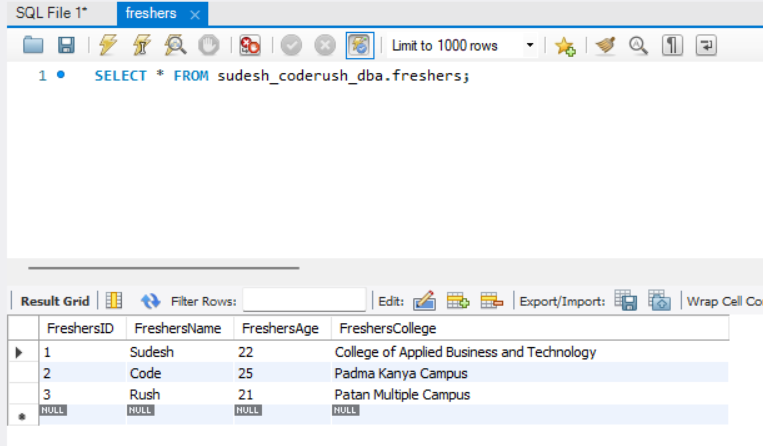 SQL File 1* freshers
Limit to 1000 rows
1 SELECT * FROM sudesh_coderush_dba.freshers;
Result Grid Filter Rows: Edit: Export/Import: Wrap Cell Co
FreshersID FreshersName FreshersAge FreshersCollege
1 Sudesh 22 College of Applied Business and Technology
2 Code 25 Padma Kanya Campus
3 Rush 21 Patan Multiple Campus
NULL NULL NULL NULL